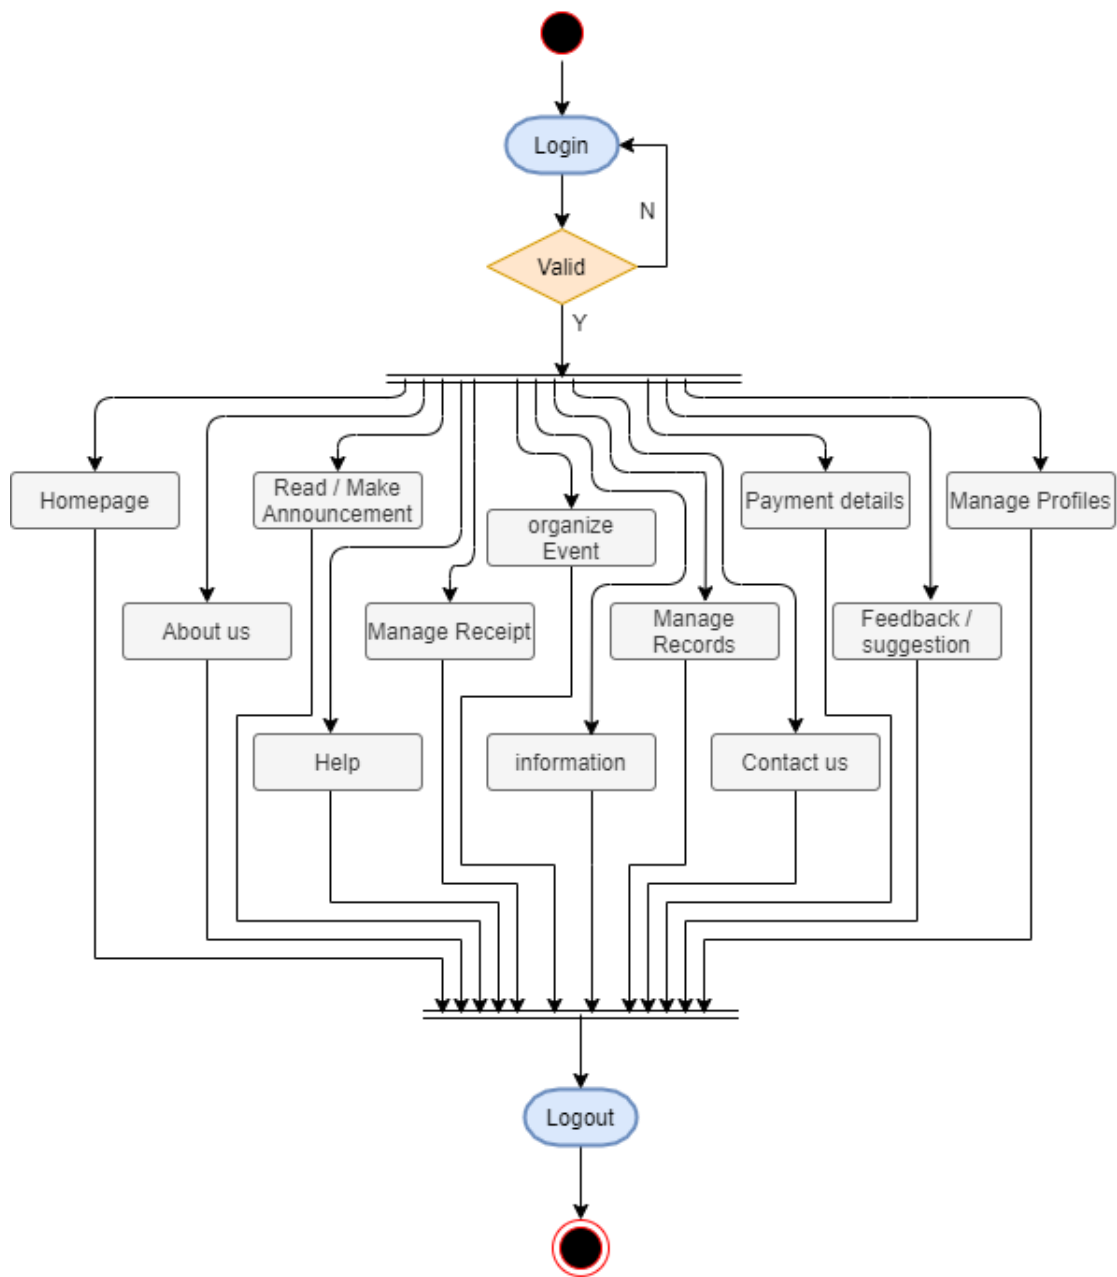 Login
N
Valid
Y
Homepage
Read / Make
Announcement
organize
Event
Payment details
Manage Profiles
About us
Manage Receipt
Manage
Records
Feedback /
suggestion
Help
information
Contact us
Logout